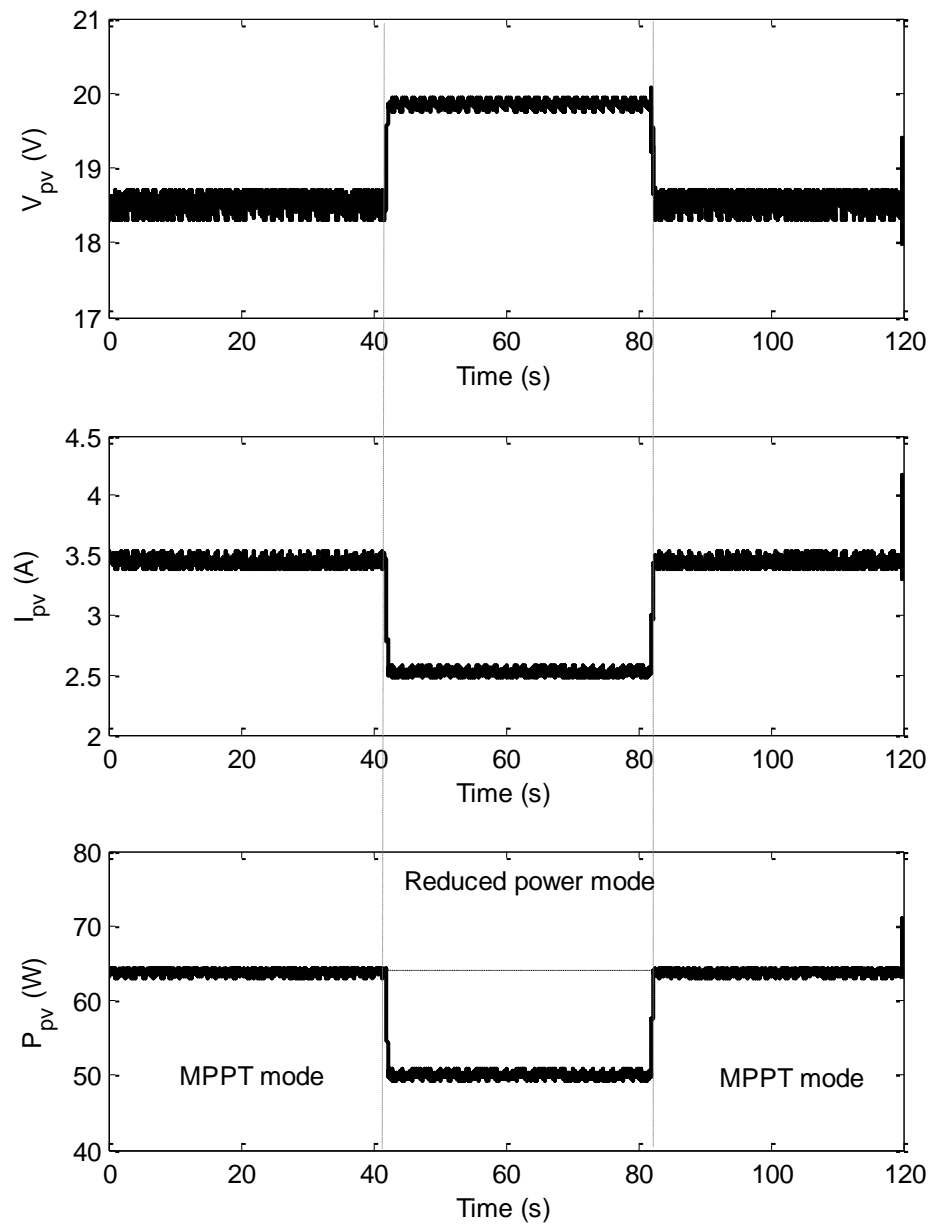 21
20
19
18
17
V_pv (V)
0 20 40 60 80 100 120
Time (s)
4.5
4
3.5
3
2.5
2
I_pv (A)
0 20 40 60 80 100 120
Time (s)
80
70
60
50
40
P_pv (W)
Reduced power mode
MPPT mode
MPPT mode
0 20 40 60 80 100 120
Time (s)